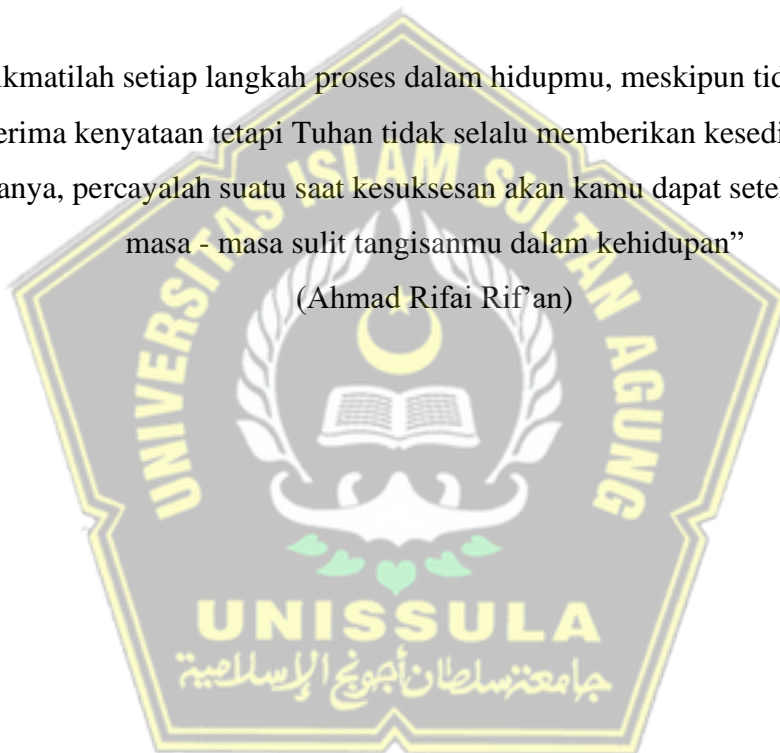 ikmatilah setiap langkah proses dalam hidupmu, meskipun tid
erima kenyataan tetapi Tuhan tidak selalu memberikan kesedi
anya, percayalah suatu saat kesuksesan akan kamu dapat sete
masa - masa sulit tangisanmu dalam kehidupan”
(Ahmad Rifai Rif’an)
UNIVERSITAS ISLAM SULTAN AGUNG
UNISSULA
جامعة سلطان أجونج الإسلامية